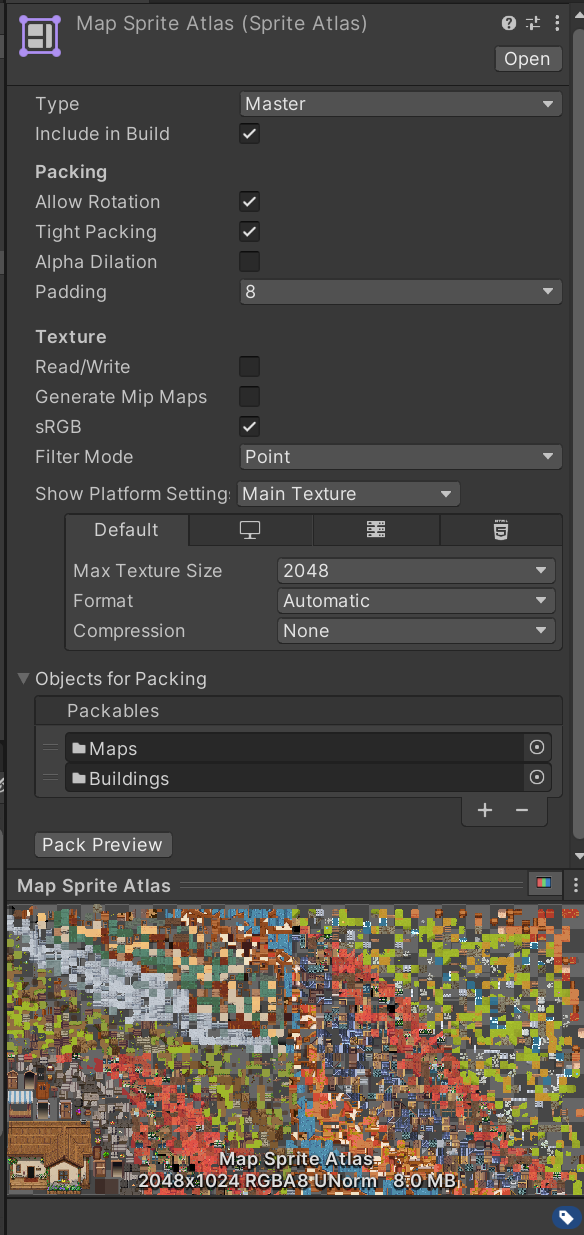 Map Sprite Atlas (Sprite Atlas)
Open
Type Master
Include in Build
Packing
Allow Rotation
Tight Packing
Alpha Dilation
Padding 8
Texture
Read/Write
Generate Mip Maps
sRGB
Filter Mode Point
Show Platform Setting: Main Texture
Default HTML 5
Max Texture Size 2048
Format Automatic
Compression None
Objects for Packing
Packables
Maps
Buildings
+ −
Pack Preview
Map Sprite Atlas
Map Sprite Atlas
2048x1024 RGBA8 UNorm 8.0 MB